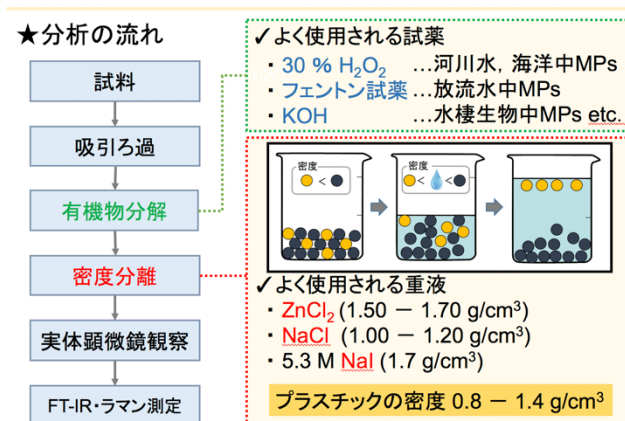 ★分析の流れ
試料
吸引ろ過
有機物分解
密度分離
実体顕微鏡観察
FT-IR・ラマン測定
✓よく使用される試薬
・30 % H₂O₂ …河川水, 海洋中MPs
・フェントン試薬 …放流水中MPs
・KOH …水棲生物中MPs etc.
密度
<
密度
< <
✓よく使用される重液
・ZnCl₂ (1.50 － 1.70 g/cm³)
・NaCl (1.00 － 1.20 g/cm³)
・5.3 M NaI (1.7 g/cm³)
プラスチックの密度 0.8 － 1.4 g/cm³